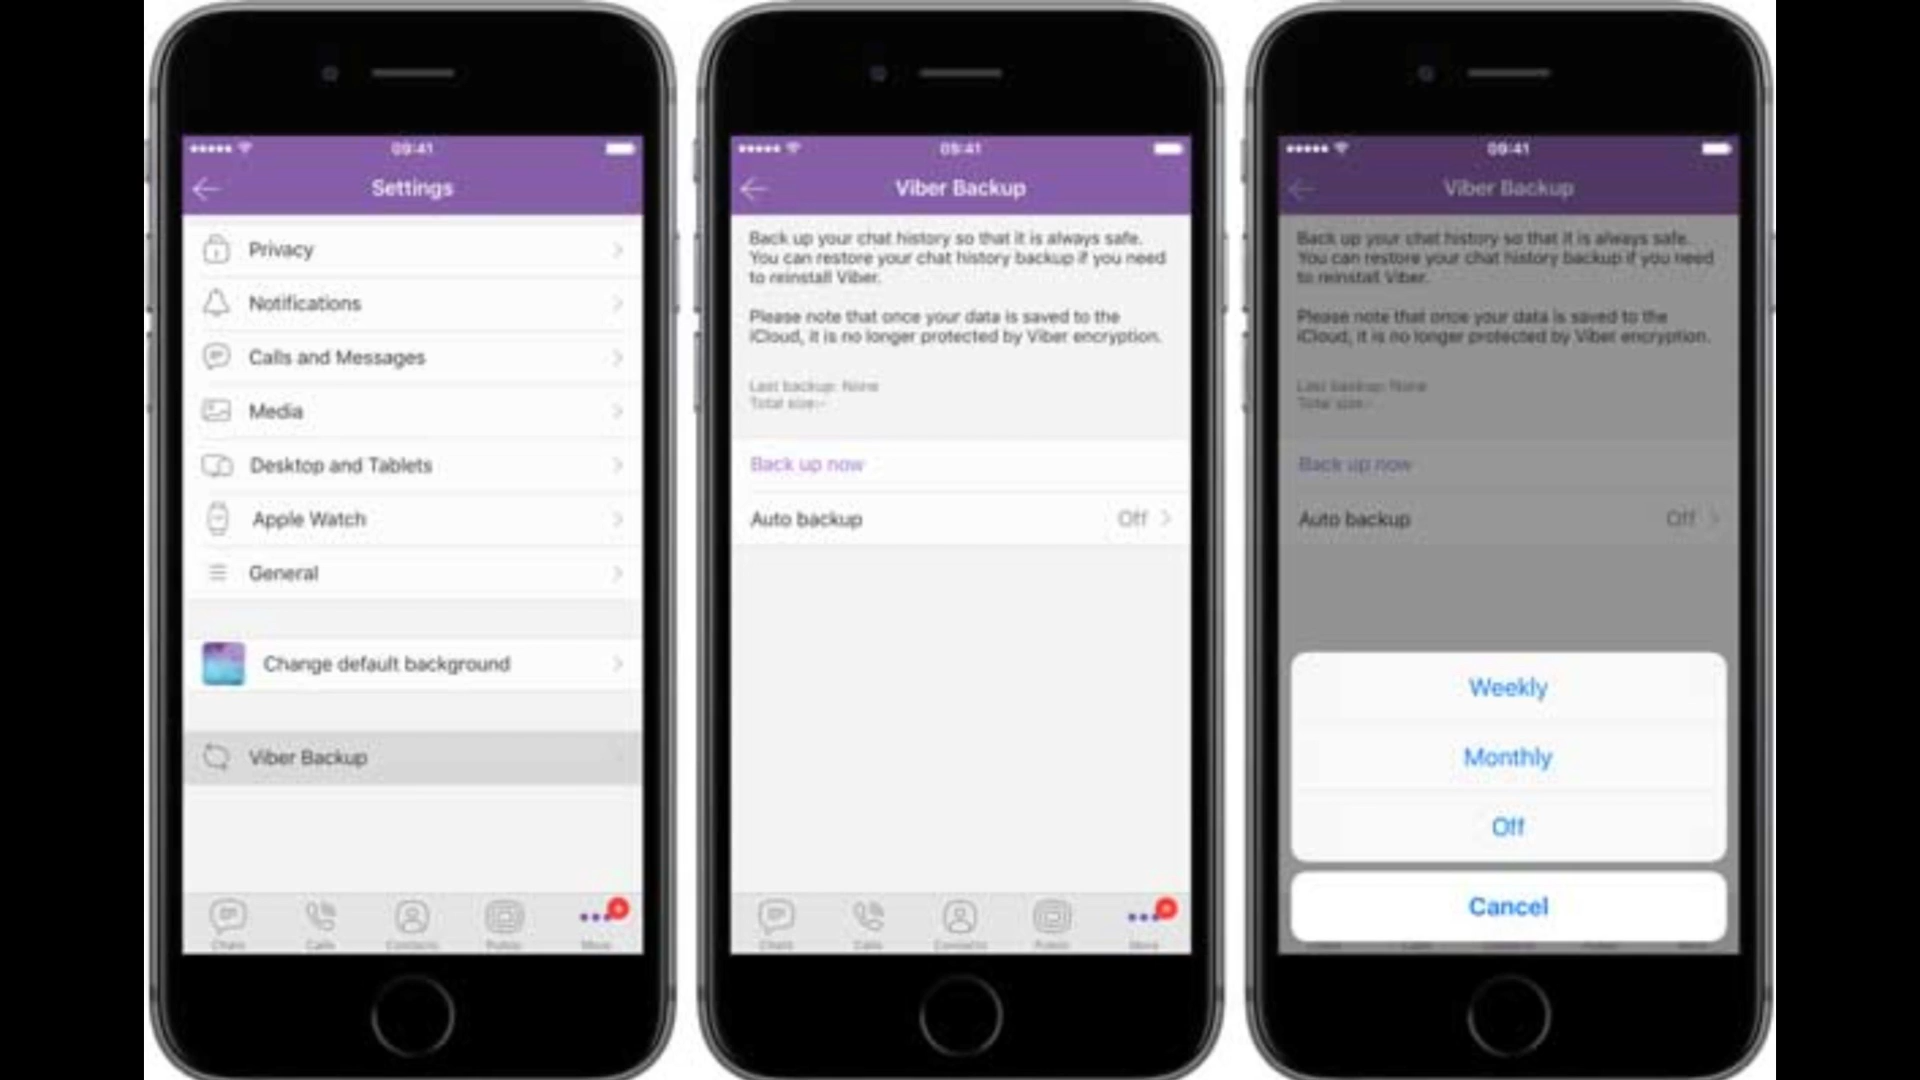 09:41
Settings
Privacy
Notifications
Calls and Messages
Media
Desktop and Tablets
Apple Watch
General
Change default background
Viber Backup
Chats
Calls
Contacts
Public
More
09:41
Viber Backup
Back up your chat history so that it is always safe.
You can restore your chat history backup if you need
to reinstall Viber.
Please note that once your data is saved to the
iCloud, it is no longer protected by Viber encryption.
Last backup: None
Total size:-
Back up now
Auto backup
Off
Chats
Calls
Contacts
Public
More
09:41
Viber Backup
Back up your chat history so that it is always safe.
You can restore your chat history backup if you need
to reinstall Viber.
Please note that once your data is saved to the
iCloud, it is no longer protected by Viber encryption.
Last backup: None
Total size:-
Back up now
Auto backup
Off
Weekly
Monthly
Off
Cancel